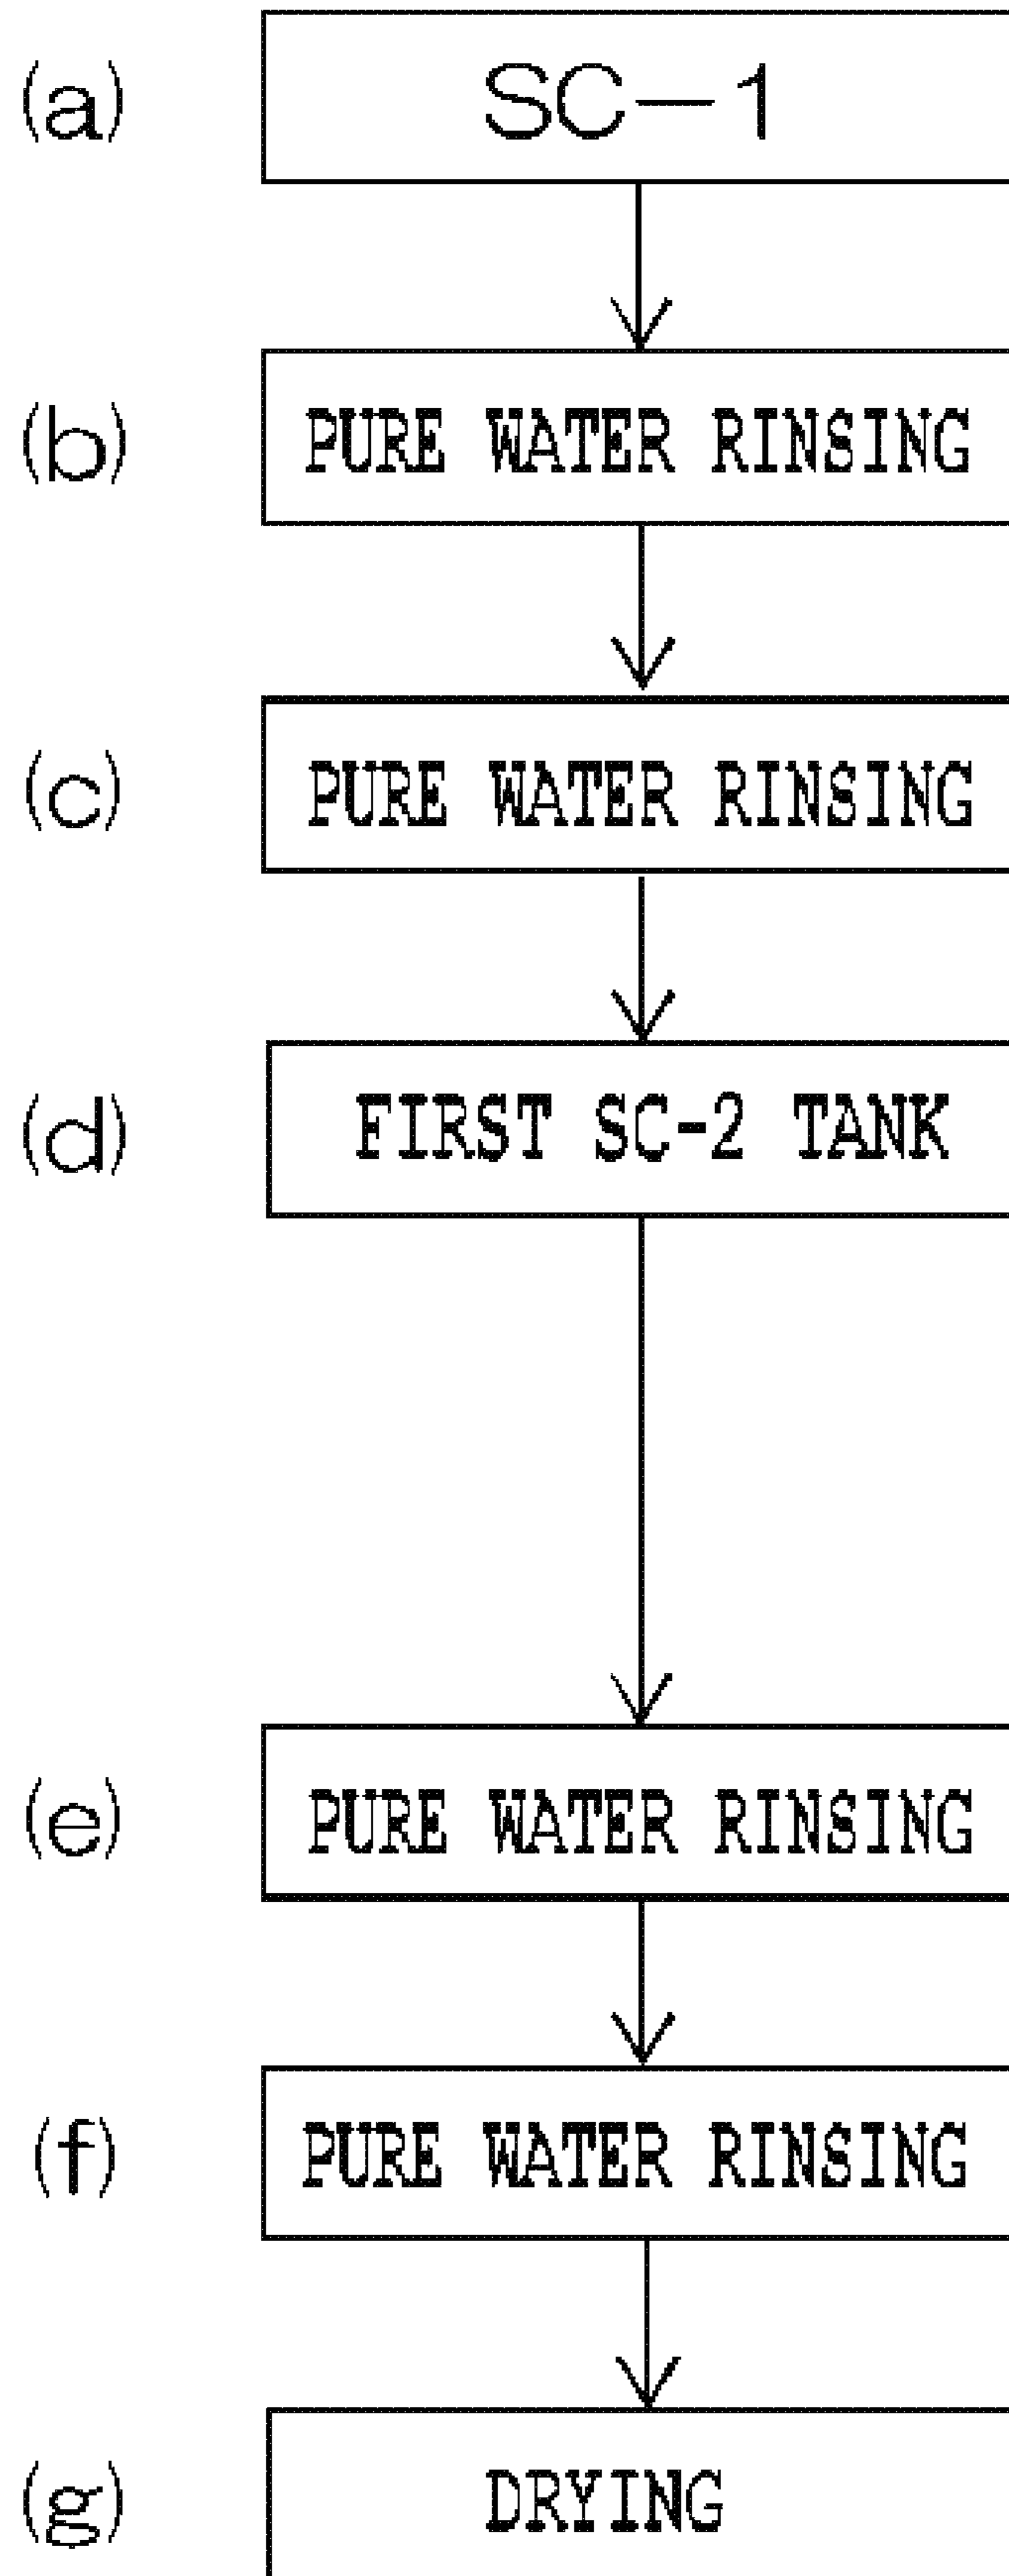 (a) SC-1
(b) PURE WATER RINSING
(c) PURE WATER RINSING
(d) FIRST SC-2 TANK
(e) PURE WATER RINSING
(f) PURE WATER RINSING
(g) DRYING